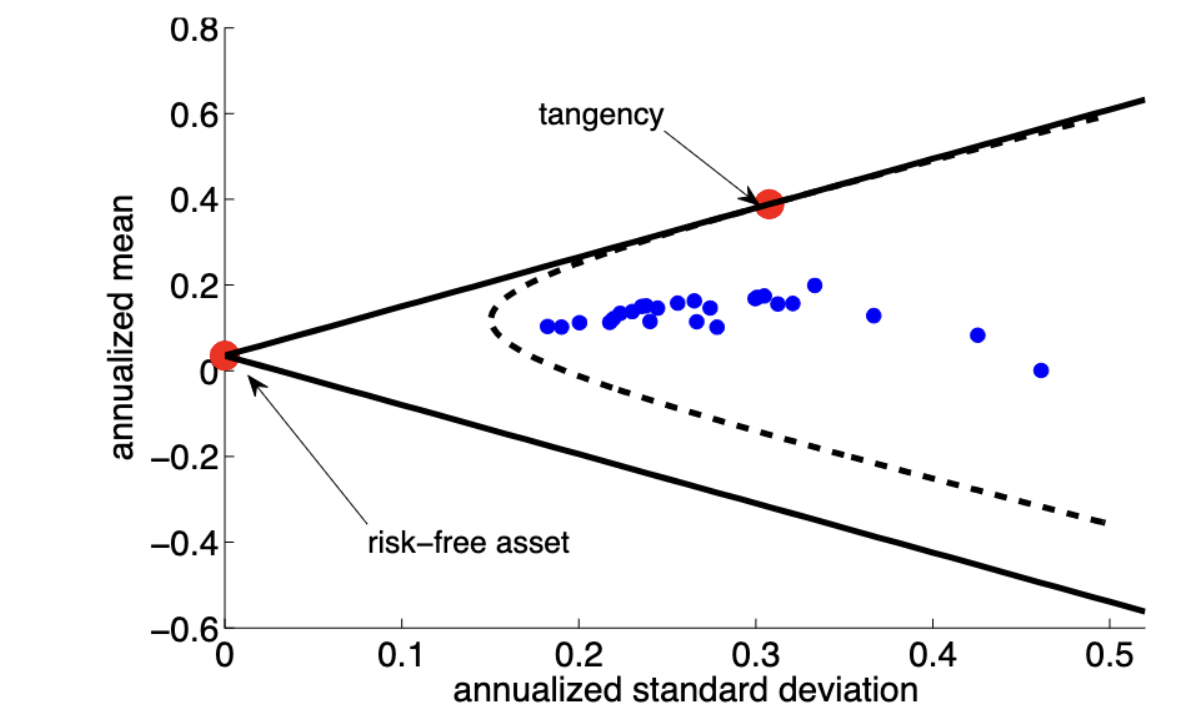 0.8
0.6
0.4
0.2
0
−0.2
−0.4
−0.6
annualized mean
tangency
risk−free asset
0 0.1 0.2 0.3 0.4 0.5
annualized standard deviation